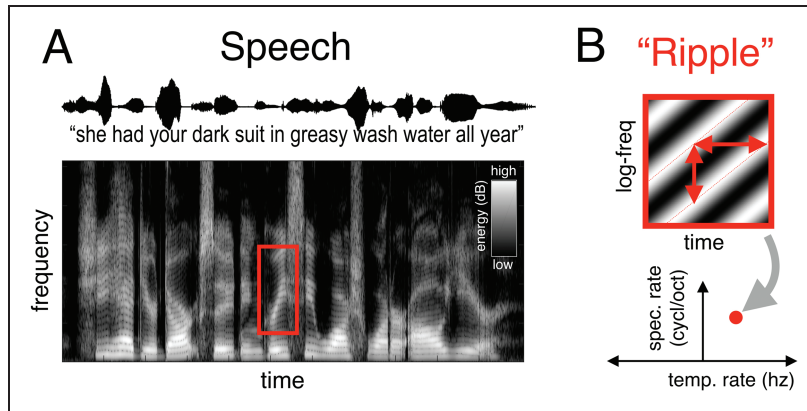 A
Speech
“she had your dark suit in greasy wash water all year”
frequency
high
energy (dB)
low
time
B
“Ripple”
log-freq
time
spec. rate
(cycl/oct)
temp. rate (hz)